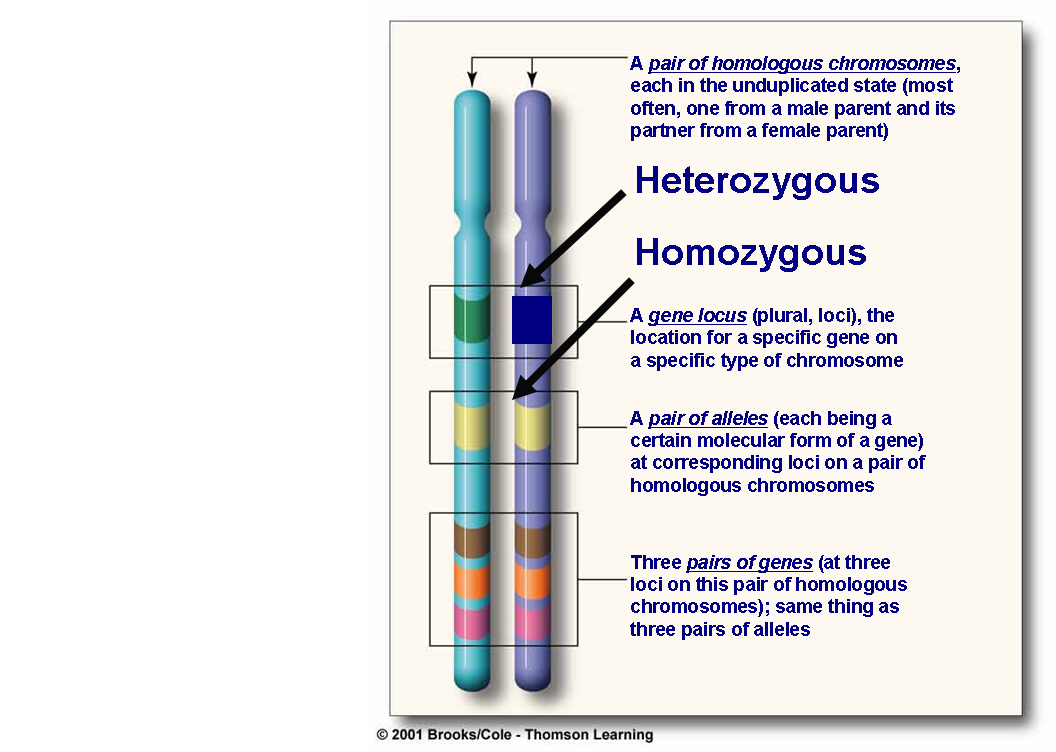 A pair of homologous chromosomes,
each in the unduplicated state (most
often, one from a male parent and its
partner from a female parent)
Heterozygous
Homozygous
A gene locus (plural, loci), the
location for a specific gene on
a specific type of chromosome
A pair of alleles (each being a
certain molecular form of a gene)
at corresponding loci on a pair of
homologous chromosomes
Three pairs of genes (at three
loci on this pair of homologous
chromosomes); same thing as
three pairs of alleles
© 2001 Brooks/Cole - Thomson Learning